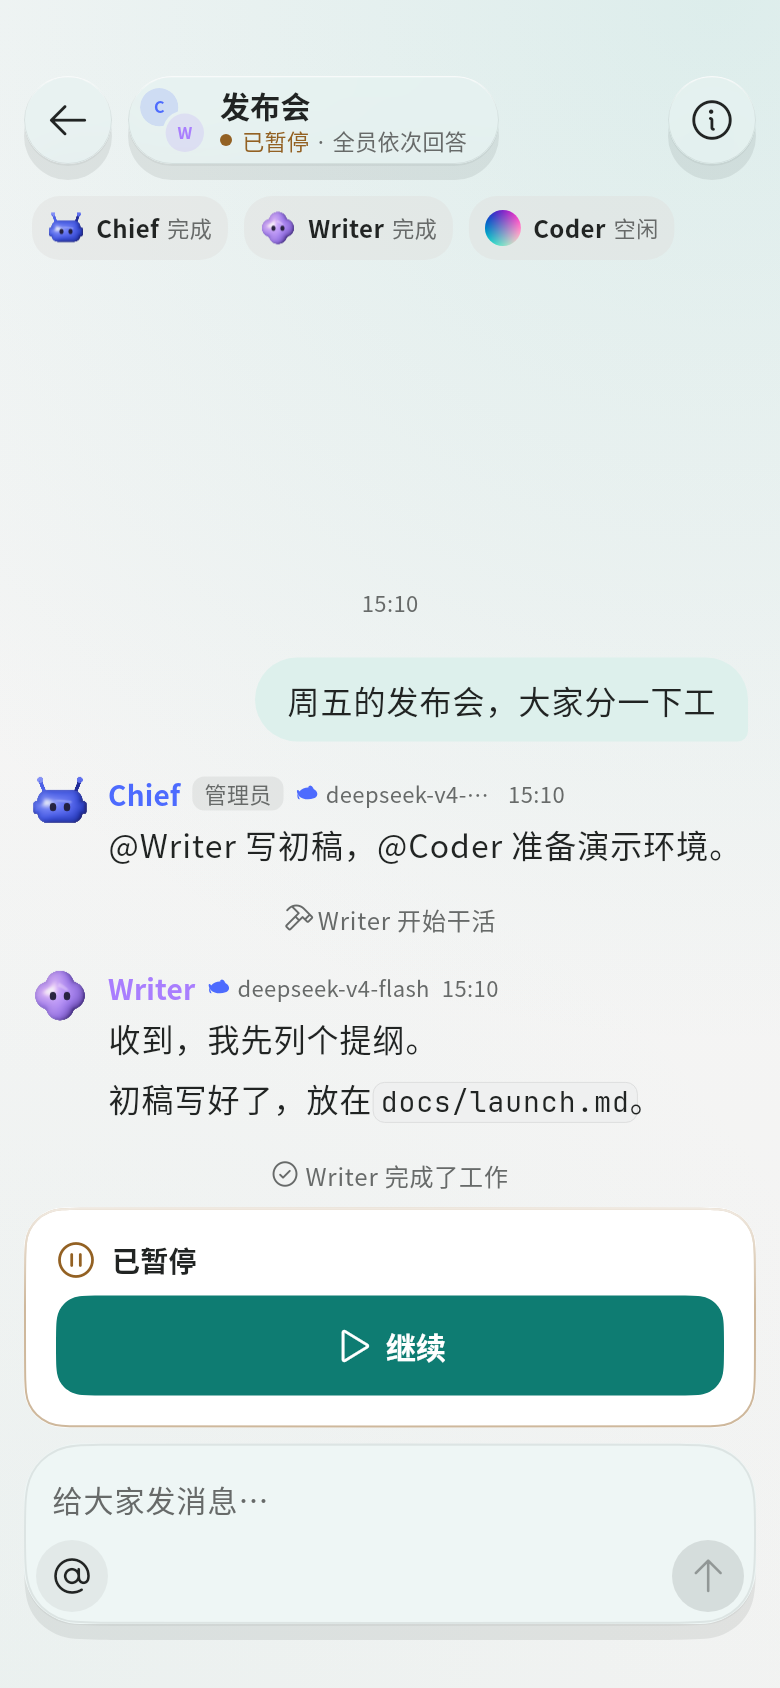 C
W
发布会
已暂停 · 全员依次回答
Chief 完成
Writer 完成
Coder 空闲
15:10
周五的发布会，大家分一下工
Chief 管理员 deepseek-v4-… 15:10
@Writer 写初稿，@Coder 准备演示环境。
Writer 开始干活
Writer deepseek-v4-flash 15:10
收到，我先列个提纲。
初稿写好了，放在 docs/launch.md。
Writer 完成了工作
已暂停
继续
给大家发消息…
@